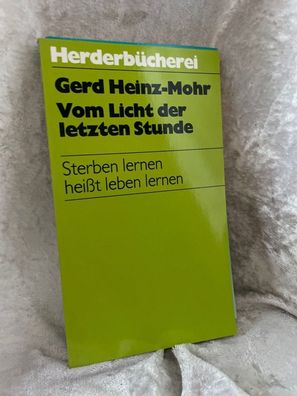 Herderbücherei
Gerd Heinz-Mohr
Vom Licht der
letzten Stunde
Sterben lernen
heißt leben lernen